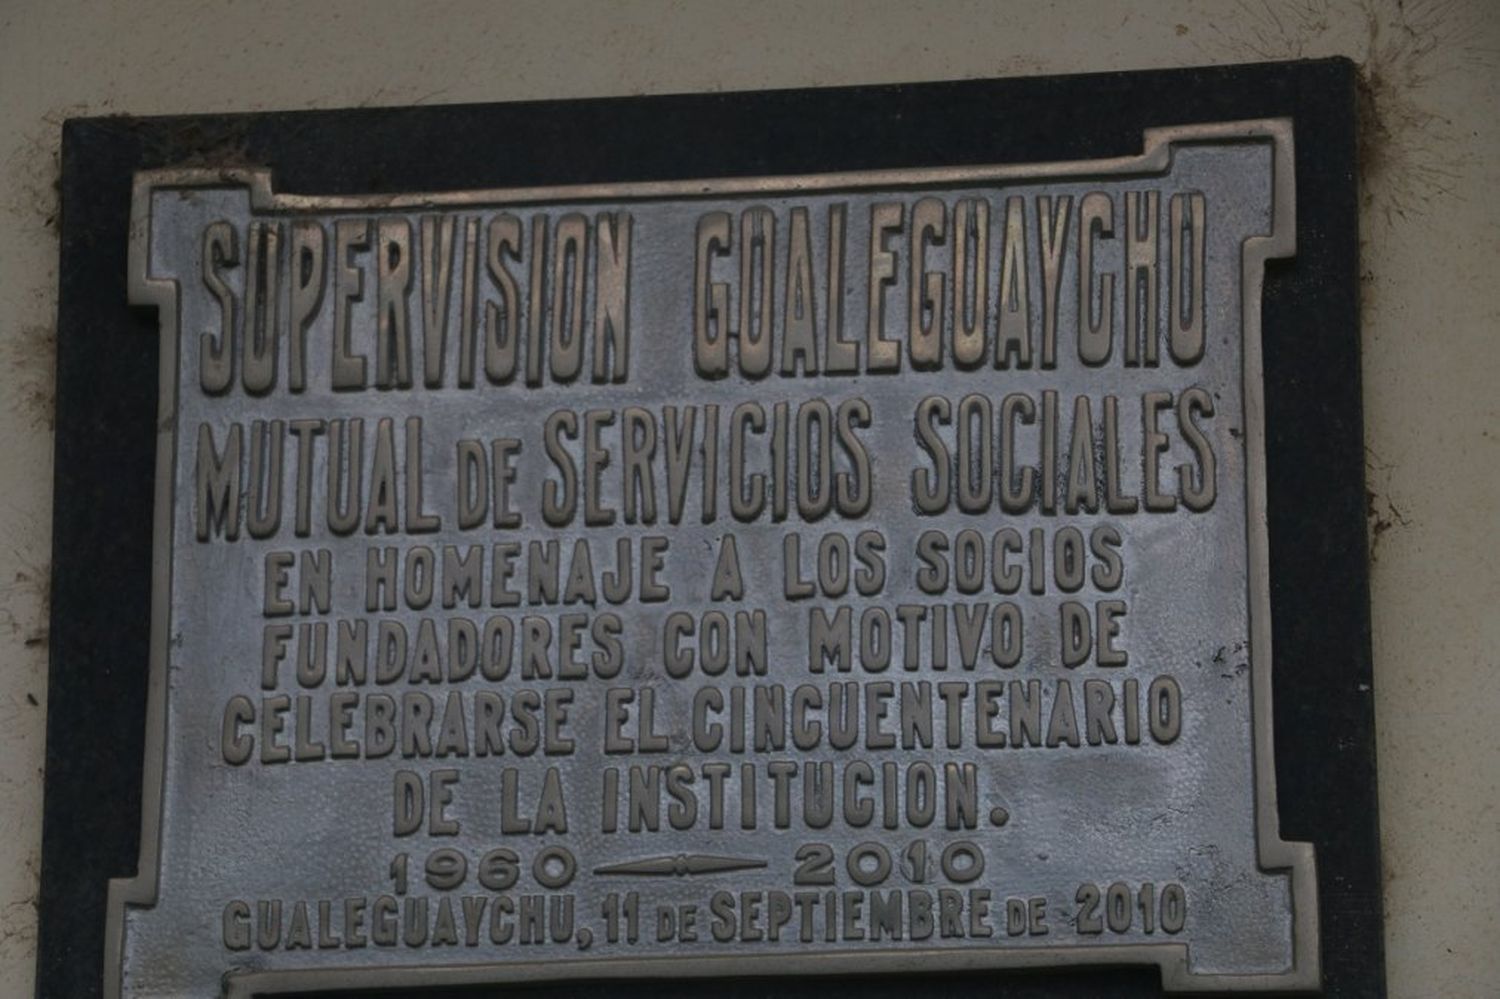 SUPERVISION GUALEGUAYCHU
MUTUAL DE SERVICIOS SOCIALES
EN HOMENAJE A LOS SOCIOS
FUNDADORES CON MOTIVO DE
CELEBRARSE EL CINCUENTENARIO
DE LA INSTITUCION.
1960 — 2010
GUALEGUAYCHU, 11 DE SEPTIEMBRE DE 2010